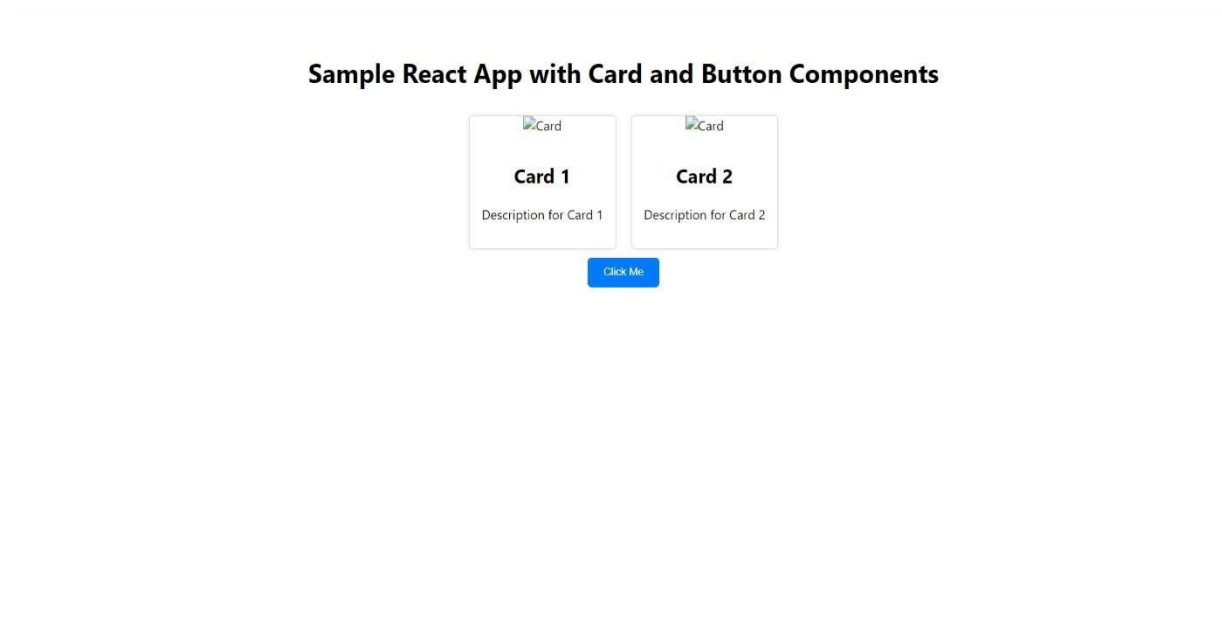 Sample React App with Card and Button Components
Card Card
Card 1 Card 2
Description for Card 1 Description for Card 2
Click Me